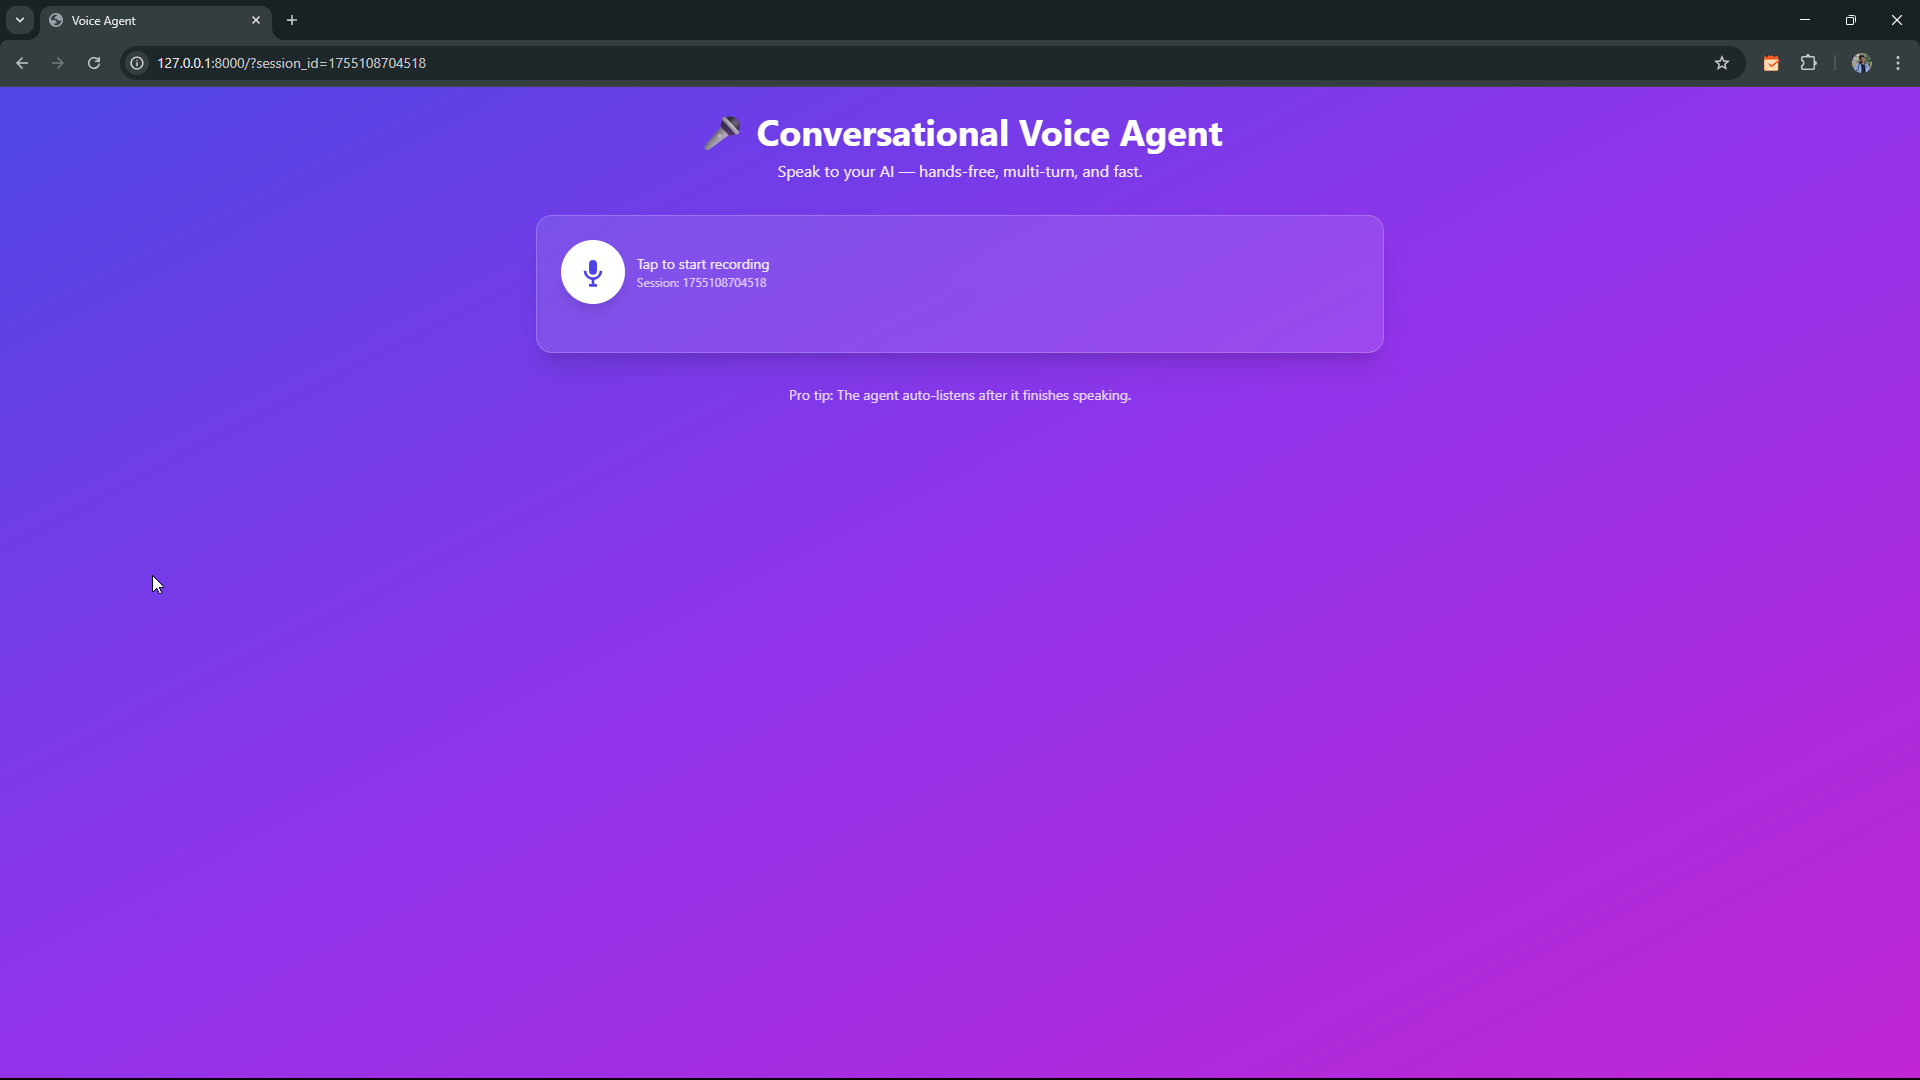 Voice Agent
127.0.0.1:8000/?session_id=1755108704518
🎤 Conversational Voice Agent
Speak to your AI — hands-free, multi-turn, and fast.
Tap to start recording
Session: 1755108704518
Pro tip: The agent auto-listens after it finishes speaking.